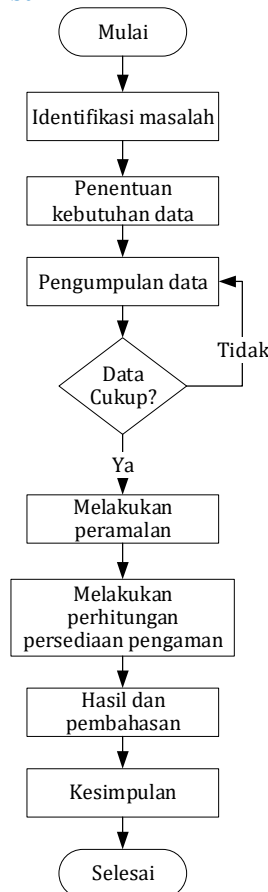 Mulai
Identifikasi masalah
Penentuan
kebutuhan data
Pengumpulan data
Data
Cukup?
Tidak
Ya
Melakukan
peramalan
Melakukan
perhitungan
persediaan pengaman
Hasil dan
pembahasan
Kesimpulan
Selesai